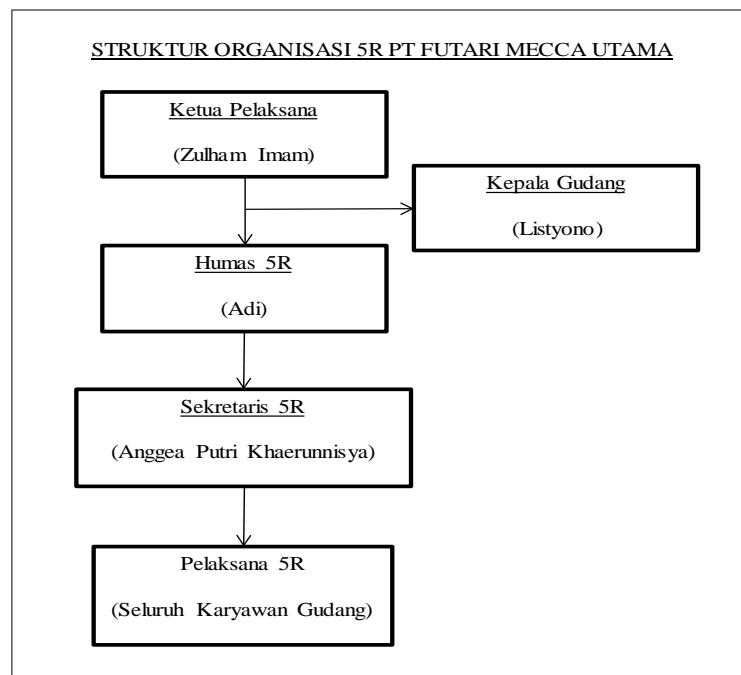 STRUKTUR ORGANISASI 5R PT FUTARI MECCA UTAMA
Ketua Pelaksana
(Zulham Imam)
Kepala Gudang
(Listyono)
Humas 5R
(Adi)
Sekretaris 5R
(Anggea Putri Khaerunnisya)
Pelaksana 5R
(Seluruh Karyawan Gudang)